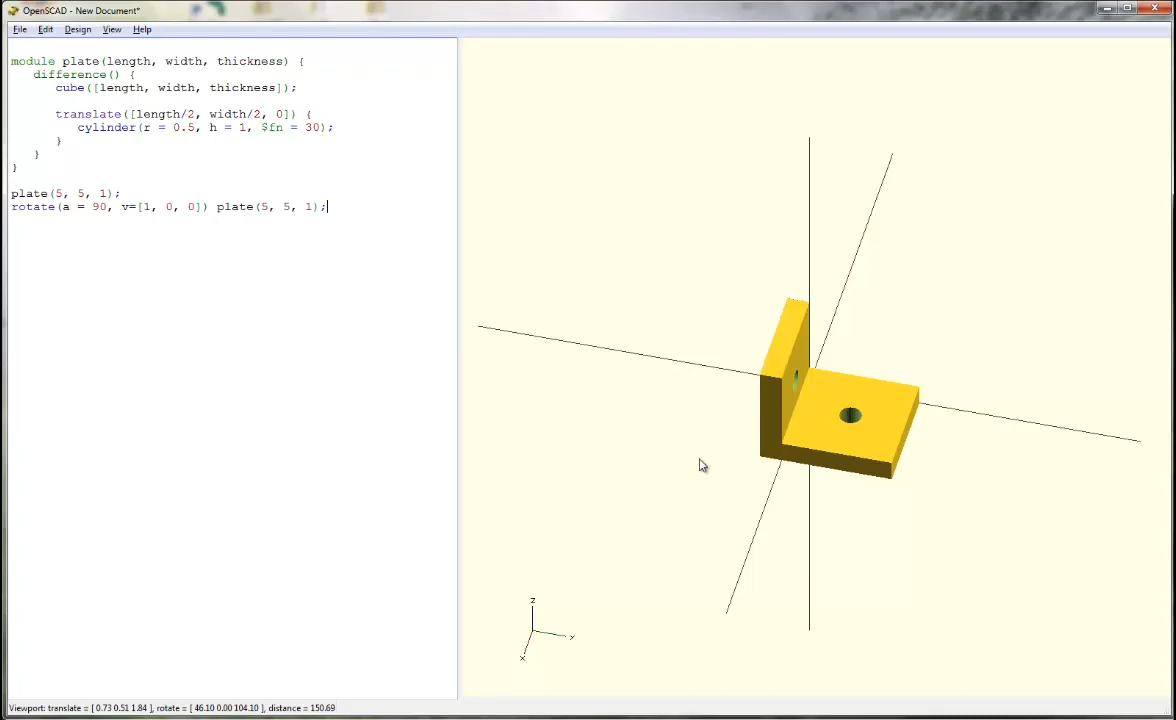 OpenSCAD - New Document*
File Edit Design View Help
module plate(length, width, thickness) {
difference() {
cube([length, width, thickness]);
translate([length/2, width/2, 0]) {
cylinder(r = 0.5, h = 1, $fn = 30);
}
}
}
plate(5, 5, 1);
rotate(a = 90, v=[1, 0, 0]) plate(5, 5, 1);
z
y
x
Viewport: translate = [ 0.73 0.51 1.84 ], rotate = [ 46.10 0.00 104.10 ], distance = 150.69